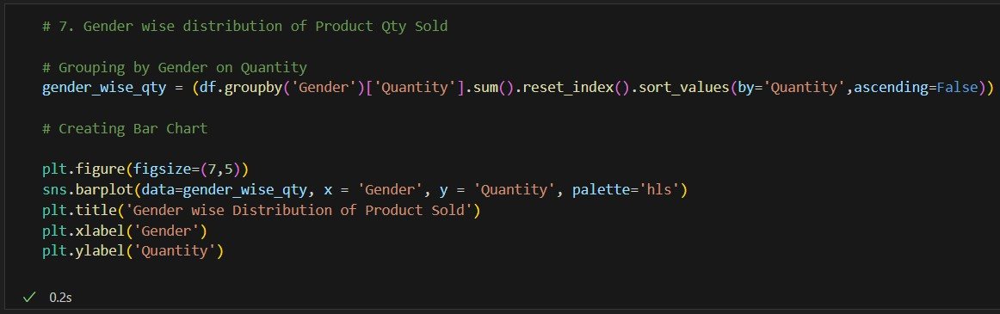 # 7. Gender wise distribution of Product Qty Sold
# Grouping by Gender on Quantity
gender_wise_qty = (df.groupby('Gender')['Quantity'].sum().reset_index().sort_values(by='Quantity',ascending=False))
# Creating Bar Chart
plt.figure(figsize=(7,5))
sns.barplot(data=gender_wise_qty, x = 'Gender', y = 'Quantity', palette='hls')
plt.title('Gender wise Distribution of Product Sold')
plt.xlabel('Gender')
plt.ylabel('Quantity')
✓ 0.2s